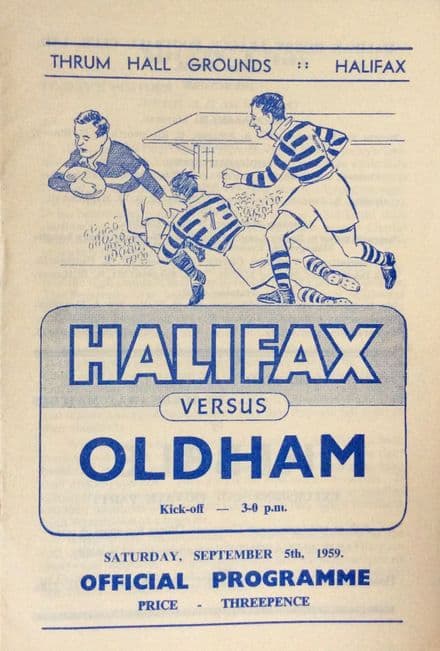 THRUM HALL GROUNDS :: HALIFAX
7
HALIFAX
VERSUS
OLDHAM
Kick-off — 3-0 p.m.
SATURDAY, SEPTEMBER 5th, 1959.
OFFICIAL PROGRAMME
PRICE - THREEPENCE